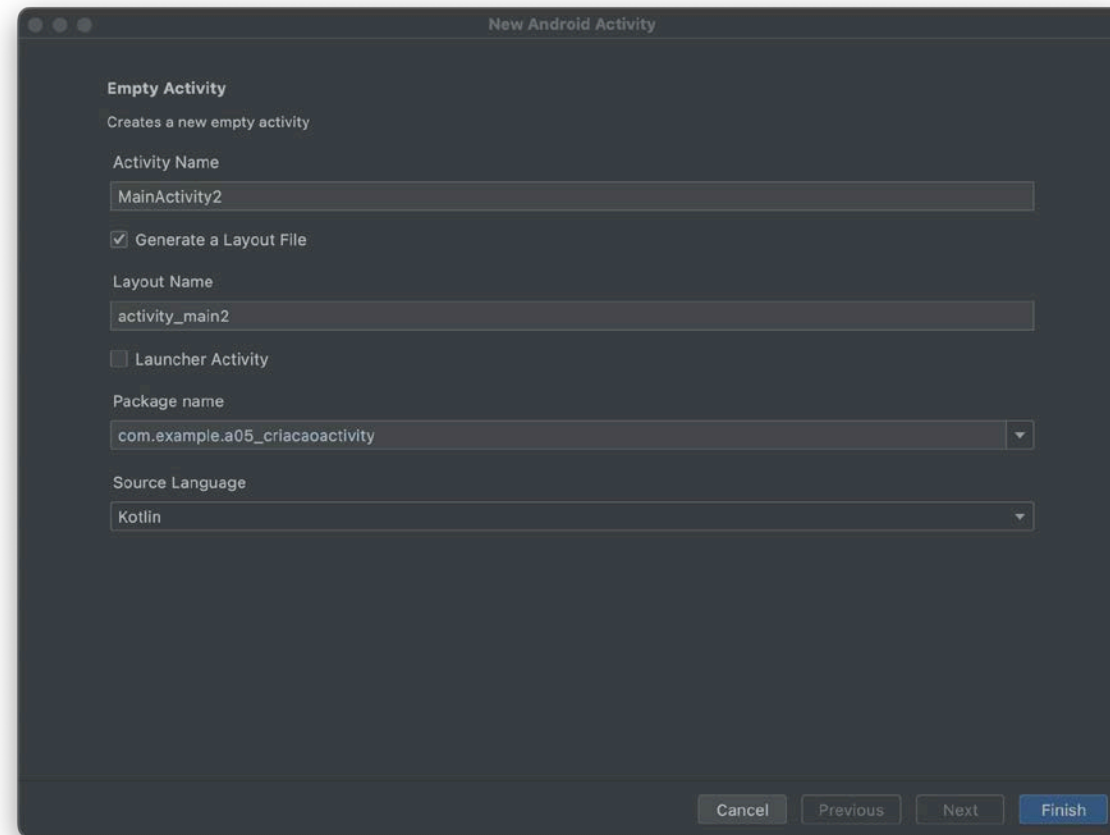 New Android Activity
Empty Activity
Creates a new empty activity
Activity Name
MainActivity2
Generate a Layout File
Layout Name
activity_main2
Launcher Activity
Package name
com.example.a05_criacaoactivity
Source Language
Kotlin
Cancel Previous Next Finish